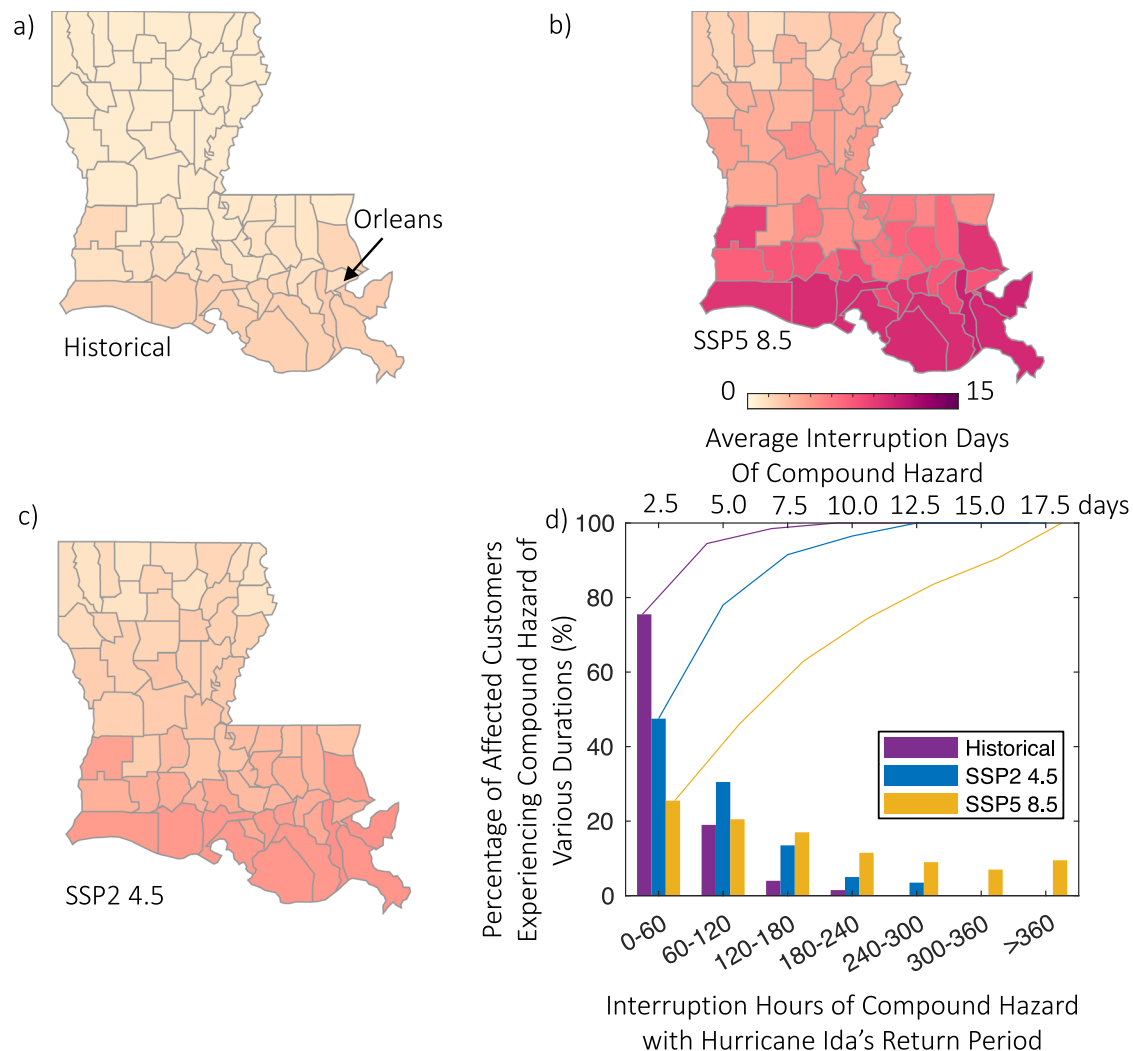 a)
Orleans
Historical
b)
SSP5 8.5
0 15
Average Interruption Days
Of Compound Hazard
c)
SSP2 4.5
d)
2.5 5.0 7.5 10.0 12.5 15.0 17.5 days
Percentage of Affected Customers
Experiencing Compound Hazard of
Various Durations (%)
100
80
60
40
20
0
Historical
SSP2 4.5
SSP5 8.5
0-60 60-120 120-180 180-240 240-300 300-360 >360
Interruption Hours of Compound Hazard
with Hurricane Ida's Return Period